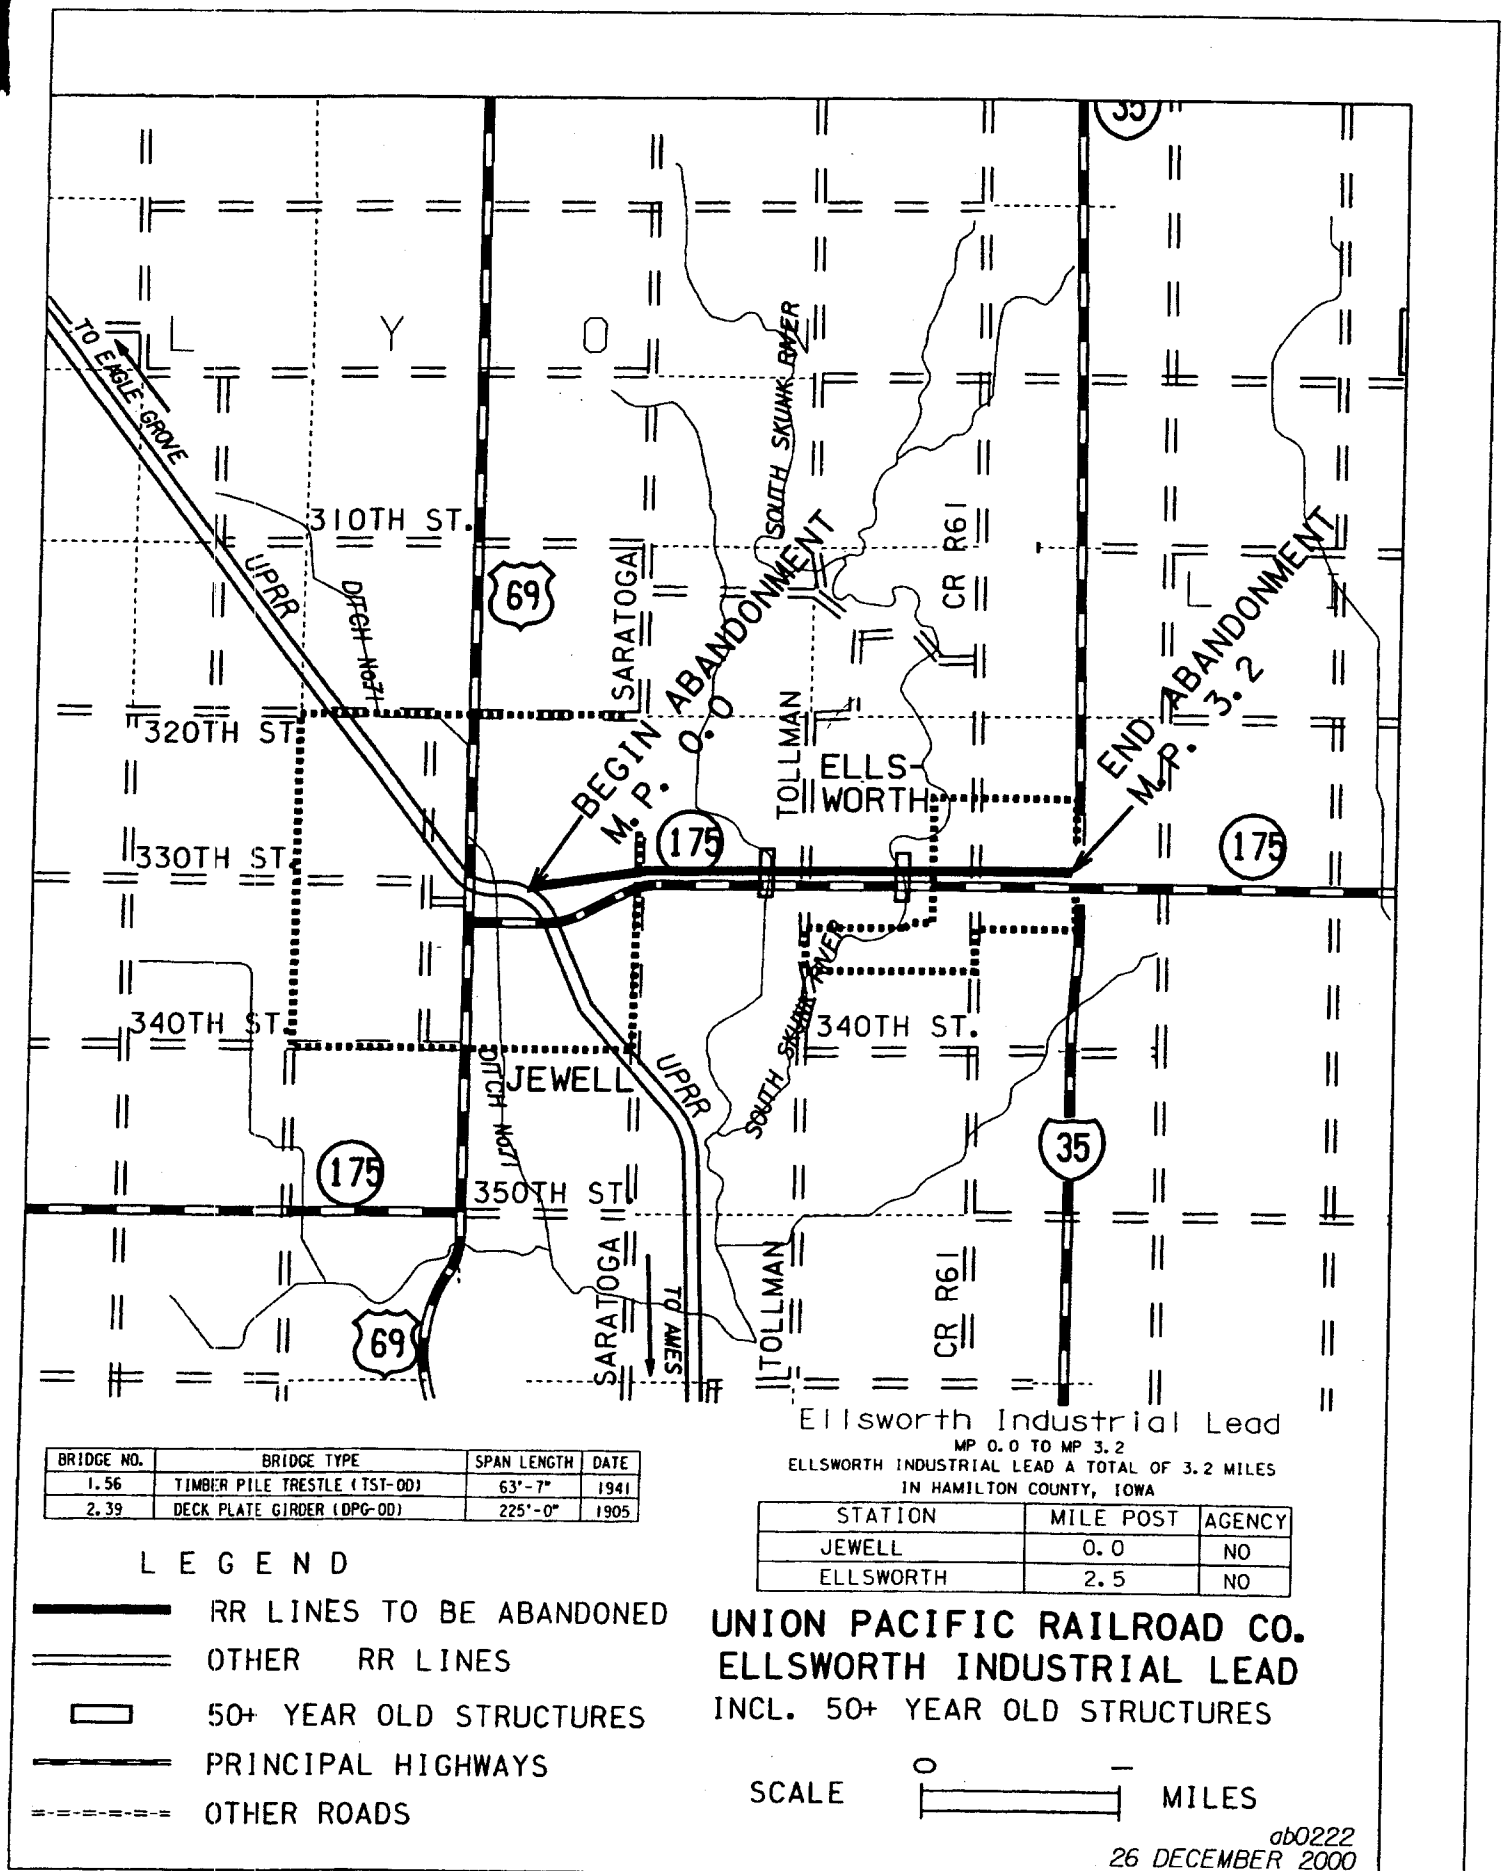 35
L Y O
TO EAGLE GROVE
SOUTH SKUNK RIVER
310TH ST.
UPRR
DITCH No.71
69
SARATOGA
CR R61
L
BEGIN ABANDONMENT
M. P. 0.0
END ABANDONMENT
M. P. 3.2
320TH ST.
TOLLMAN
ELLS-
WORTH
175
175
330TH ST.
340TH ST.
SOUTH SKUNK RIVER
340TH ST.
DITCH No.71
JEWELL
UPRR
35
175
350TH ST.
SARATOGA
TO AMES
TOLLMAN
CR R61
69
Ellsworth Industrial Lead
MP 0.0 TO MP 3.2
ELLSWORTH INDUSTRIAL LEAD A TOTAL OF 3.2 MILES
IN HAMILTON COUNTY, IOWA
BRIDGE NO. BRIDGE TYPE SPAN LENGTH DATE
1.56 TIMBER PILE TRESTLE (TST-OD) 63'-7" 1941
2.39 DECK PLATE GIRDER (DPG-OD) 225'-0" 1905
STATION MILE POST AGENCY
JEWELL 0.0 NO
ELLSWORTH 2.5 NO
LEGEND
RR LINES TO BE ABANDONED
OTHER RR LINES
50+ YEAR OLD STRUCTURES
PRINCIPAL HIGHWAYS
OTHER ROADS
UNION PACIFIC RAILROAD CO.
ELLSWORTH INDUSTRIAL LEAD
INCL. 50+ YEAR OLD STRUCTURES
0 1
SCALE MILES
ab0222
26 DECEMBER 2000